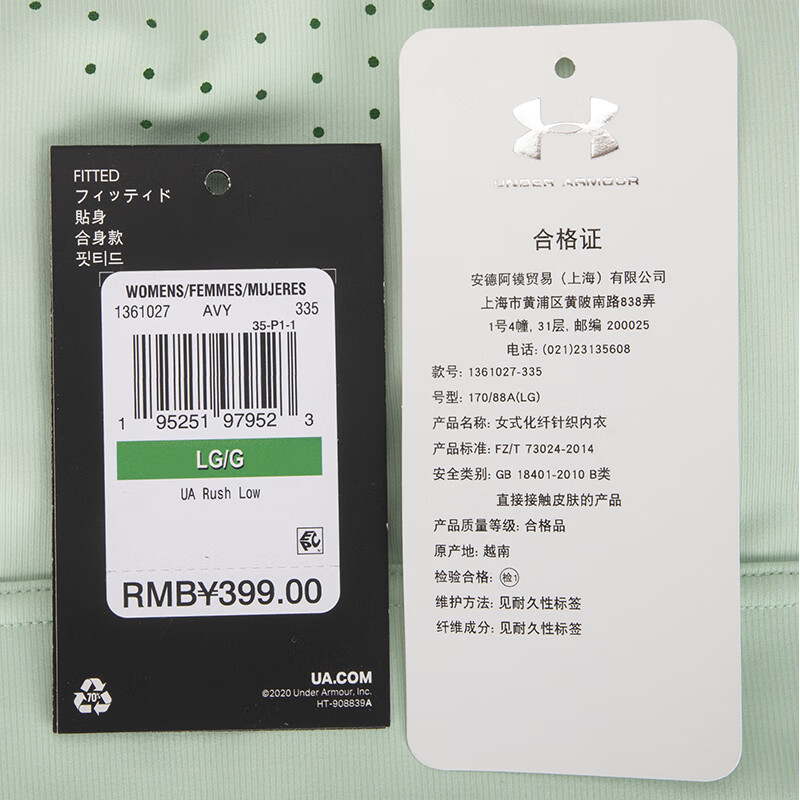 FITTED
フィッティド
貼身
合身款
핏티드
WOMENS/FEMMES/MUJERES
1361027 AVY 335
35-P1-1
1 95251 97952 3
LG/G
UA Rush Low
EPC
RMB¥399.00
70%
UA.COM
©2020 Under Armour, Inc.
HT-908839A
UNDER ARMOUR
合格证
安德阿镆贸易（上海）有限公司
上海市黄浦区黄陂南路838弄
1号4幢, 31层, 邮编 200025
电话: (021)23135608
款号: 1361027-335
号型: 170/88A(LG)
产品名称: 女式化纤针织内衣
产品标准: FZ/T 73024-2014
安全类别: GB 18401-2010 B类
直接接触皮肤的产品
产品质量等级: 合格品
原产地: 越南
检验合格: 检1
维护方法: 见耐久性标签
纤维成分: 见耐久性标签